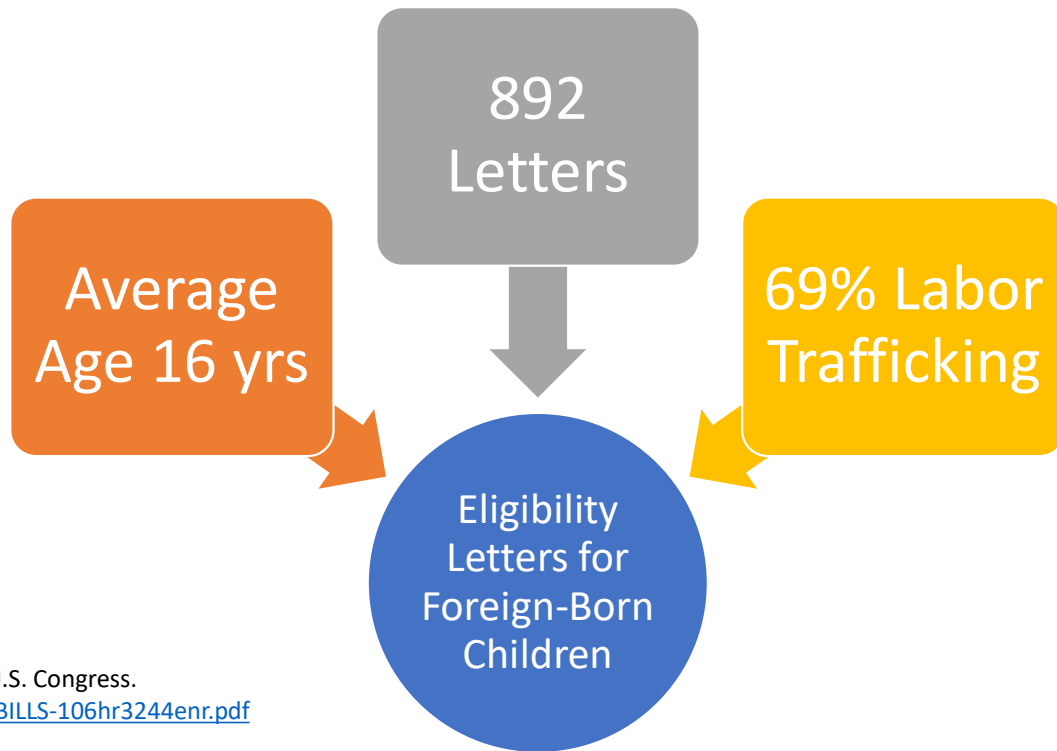 892
Letters
Average
Age 16 yrs
69% Labor
Trafficking
Eligibility
Letters for
Foreign-Born
Children
.S. Congress.
BILLS-106hr3244enr.pdf